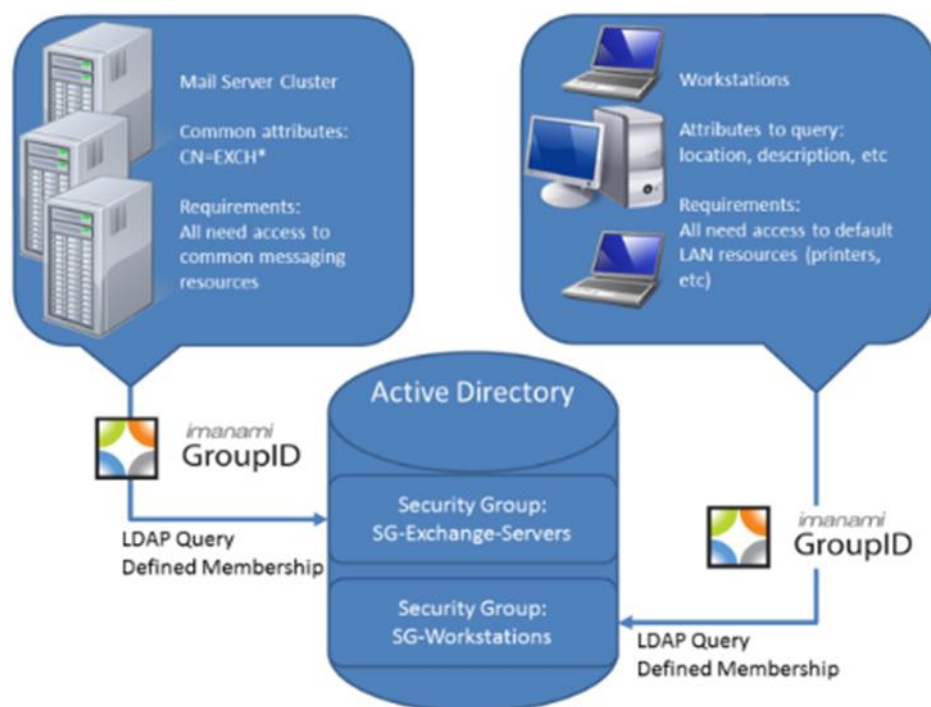 Mail Server Cluster
Common attributes:
CN=EXCH*
Requirements:
All need access to
common messaging
resources
Workstations
Attributes to query:
location, description, etc
Requirements:
All need access to default
LAN resources (printers,
etc)
imanami
GroupID
LDAP Query
Defined Membership
Active Directory
Security Group:
SG-Exchange-Servers
Security Group:
SG-Workstations
imanami
GroupID
LDAP Query
Defined Membership